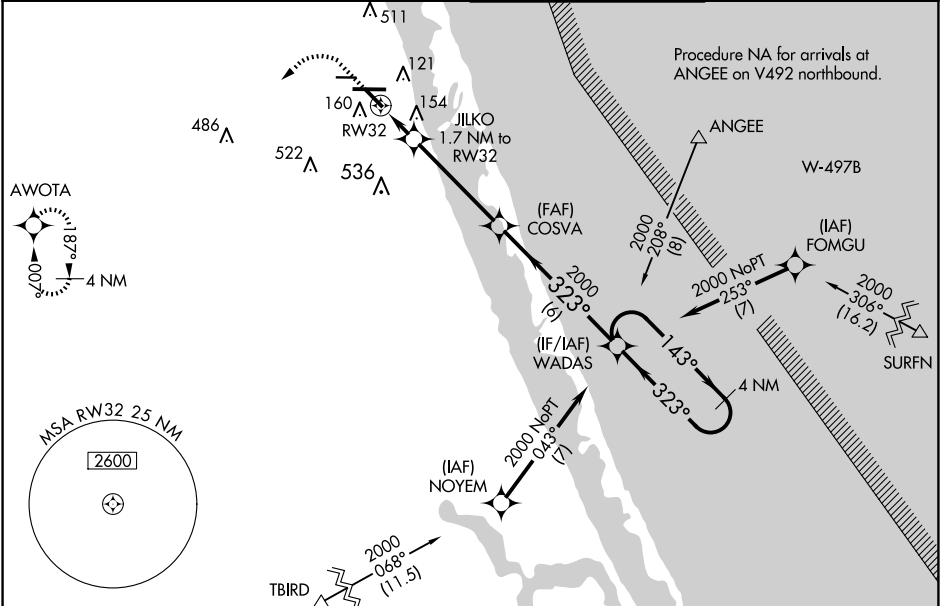 511
Procedure NA for arrivals at
ANGEE on V492 northbound.
121
160
154
RW32
JILKO
1.7 NM to
RW32
ANGEE
486
522
536
W-497B
AWOTA
187°
007°
4 NM
(FAF)
COSVA
2000
208°
(8)
(IAF)
FOMGU
2000 NoPT
253°
(7)
2000
306°
(16.2)
SURFN
2000
323°
(6)
(IF/IAF)
WADAS
143°
323°
4 NM
MSA RW32 25 NM
2600
2000 NoPT
043°
(7)
(IAF)
NOYEM
2000
068°
(11.5)
TBIRD